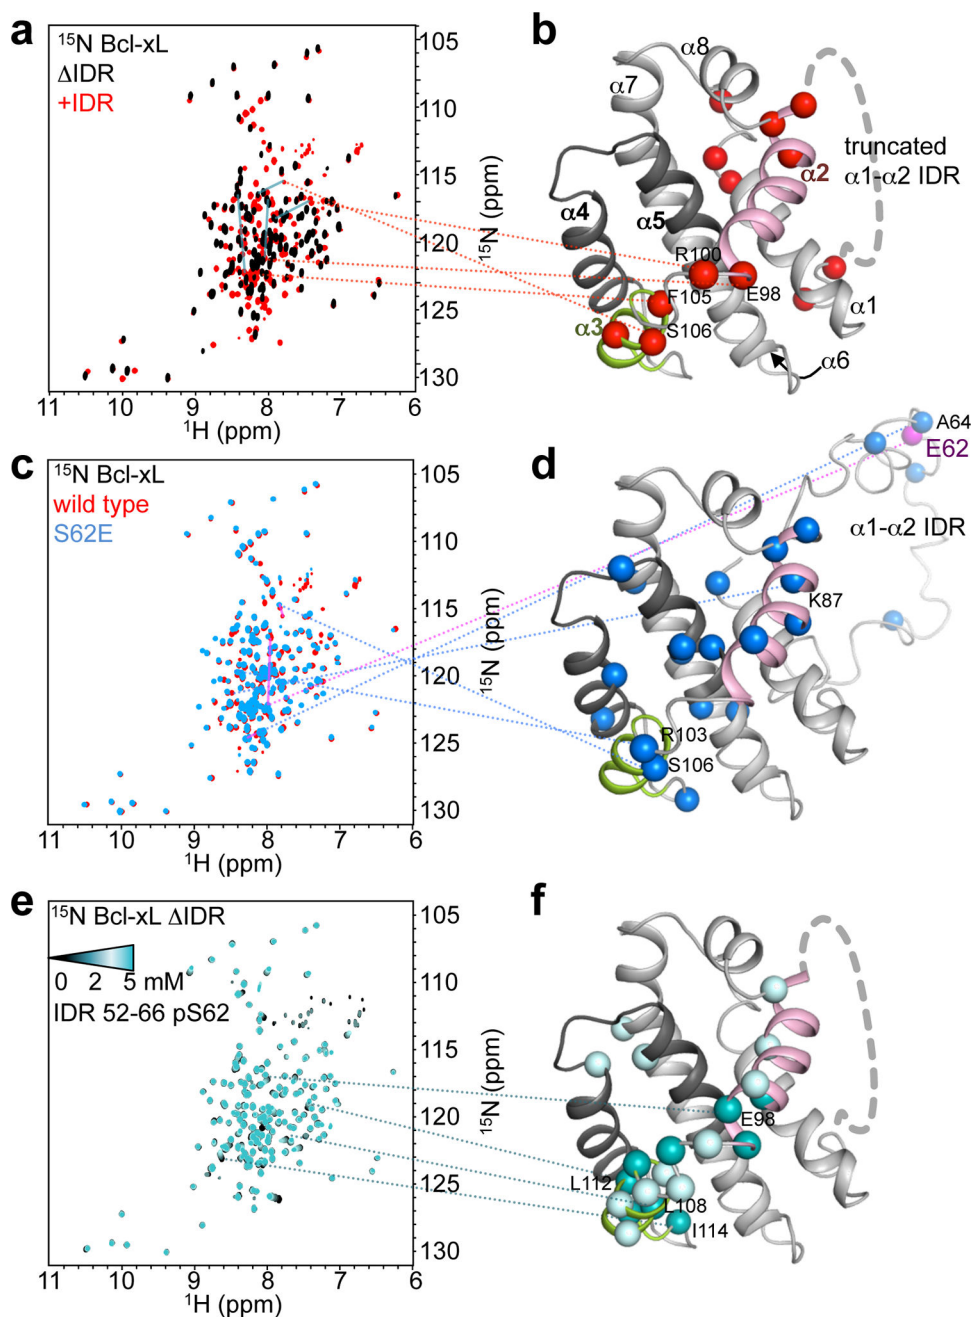 a
¹⁵N Bcl-xL
ΔIDR
+IDR
105
110
115
120
125
130
¹⁵N (ppm)
11 10 9 8 7 6
¹H (ppm)
b
α8
α7
truncated
α1-α2 IDR
α2
α4
α5
R100
E98
F105
S106
α3
α1
α6
c
¹⁵N Bcl-xL
wild type
S62E
105
110
115
120
125
130
¹⁵N (ppm)
11 10 9 8 7 6
¹H (ppm)
d
A64
E62
α1-α2 IDR
K87
R103
S106
e
¹⁵N Bcl-xL ΔIDR
0 2 5 mM
IDR 52-66 pS62
105
110
115
120
125
130
¹⁵N (ppm)
11 10 9 8 7 6
¹H (ppm)
f
E98
L112
L108
I114